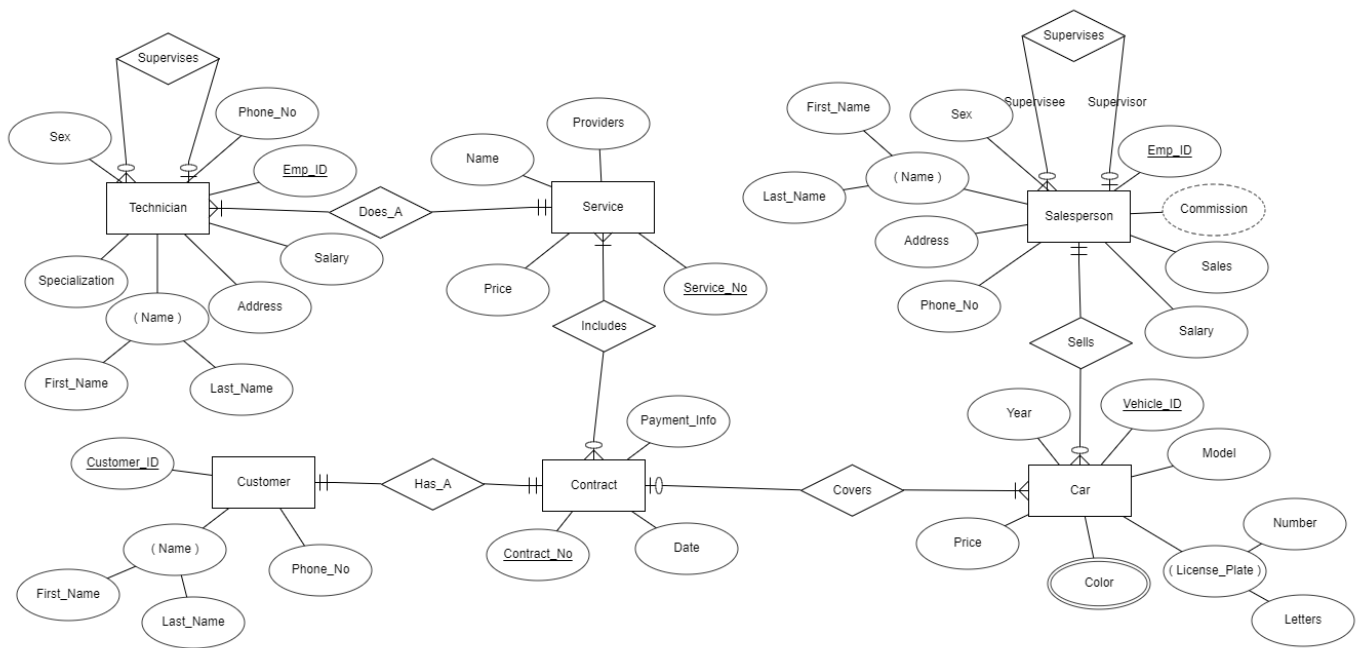 Supervises
Sex
Phone_No
Emp_ID
Technician
Does_A
Salary
Specialization
Address
( Name )
First_Name
Last_Name
Name
Providers
Service
Price
Service_No
Includes
Supervises
Supervisee
Supervisor
First_Name
Sex
( Name )
Last_Name
Emp_ID
Commission
Salesperson
Address
Sales
Phone_No
Salary
Sells
Customer_ID
Customer
( Name )
Phone_No
First_Name
Last_Name
Has_A
Payment_Info
Contract
Contract_No
Date
Covers
Year
Vehicle_ID
Model
Car
Price
Color
Number
( License_Plate )
Letters